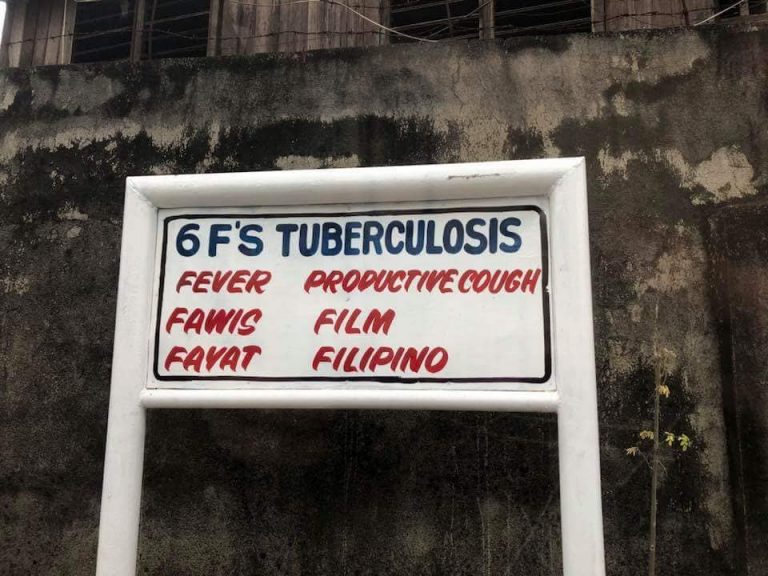 6 F'S TUBERCULOSIS
FEVER PRODUCTIVE COUGH
FAWIS FILM
FAYAT FILIPINO